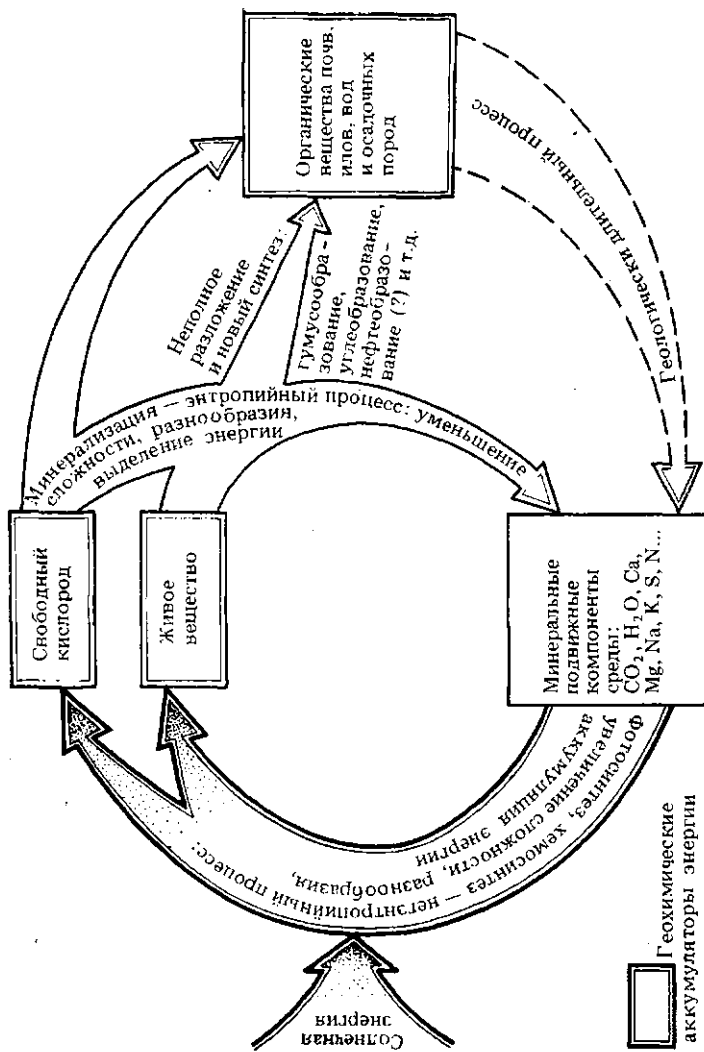 Солнечная
энергия
Фотосинтез, хемосинтез — негэнтропийный процесс:
увеличение сложности, разнообразия,
аккумуляция энергии
Свободный
кислород
Живое
вещество
Минерализация — энтропийный процесс: уменьшение
сложности, разнообразия,
выделение энергии
Неполное
разложение
и новый синтез:
гумусообра -
зование,
углеобразование,
нефтеобразо -
вание (?) и т.д.
Органические
вещества почв,
илов, вод
и осадочных
пород
Геологически длительный процесс
Минеральные
подвижные
компоненты
среды:
CO₂, H₂O, Ca,
Mg, Na, K, S, N...
Геохимические
аккумуляторы энергии